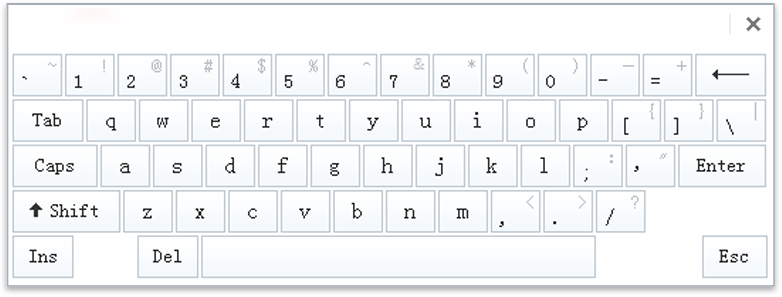 ` ~ 1 ! 2 @ 3 # 4 $ 5 % 6 ^ 7 & 8 * 9 ( 0 ) - — = + ←
Tab q w e r t y u i o p [ { ] } \ |
Caps a s d f g h j k l ; : ' " Enter
⬆ Shift z x c v b n m , < . > / ?
Ins Del Esc